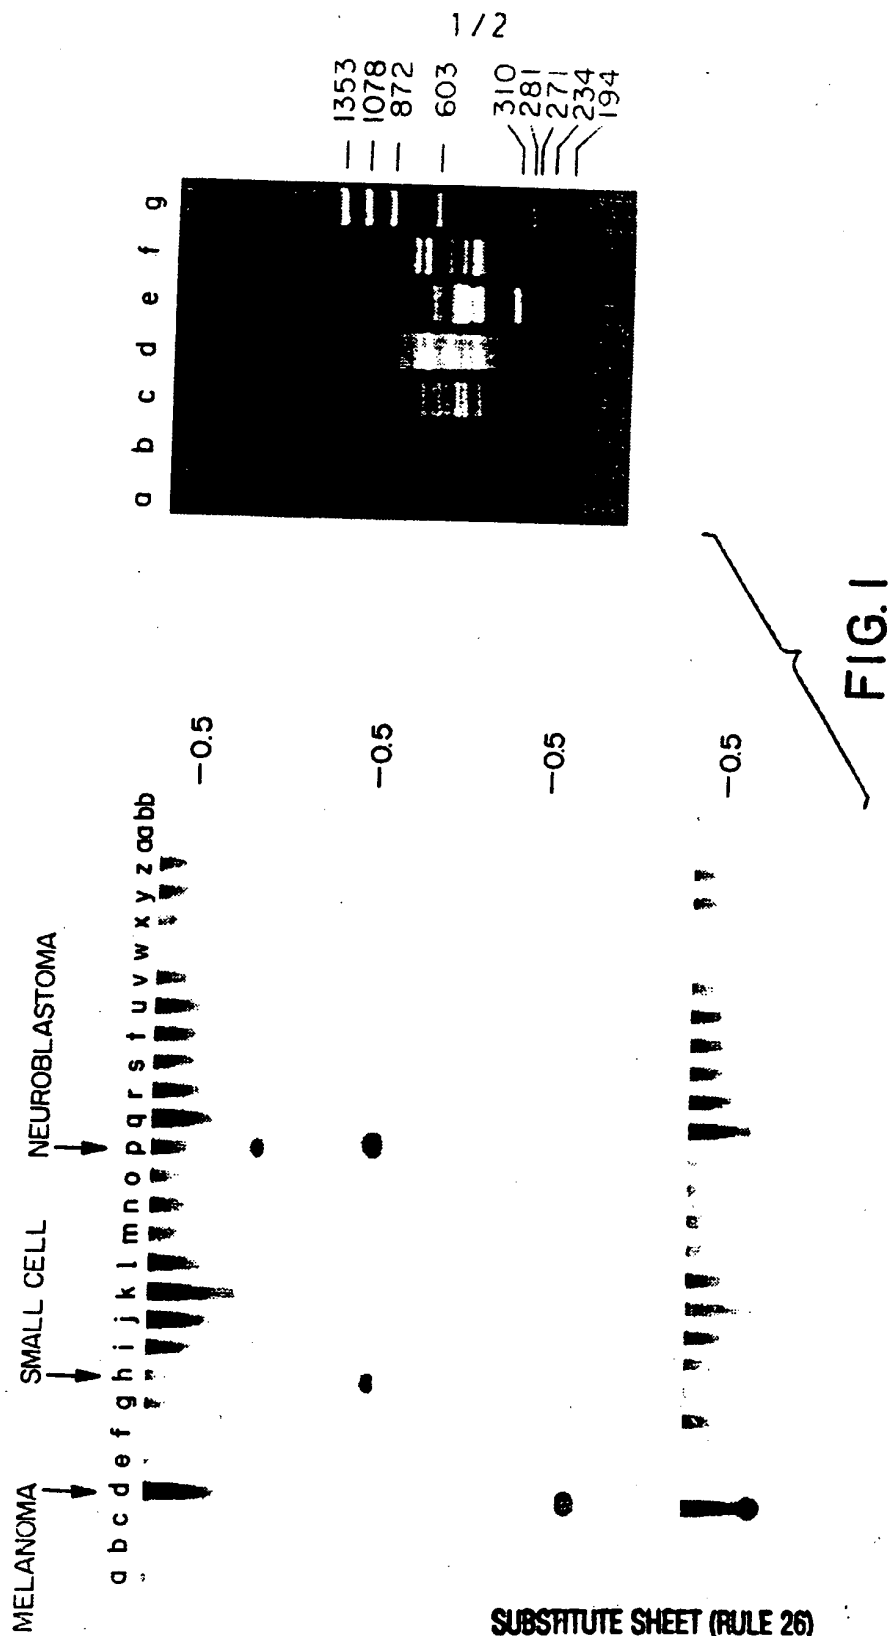 1/2
MELANOMA
SMALL CELL
NEUROBLASTOMA
a b c d e f g h i j k l m n o p q r s t u v w x y z aa bb
-0.5
-0.5
-0.5
-0.5
a b c d e f g
1353
1078
872
603
310
281
271
234
194
FIG. 1
SUBSTITUTE SHEET (RULE 26)